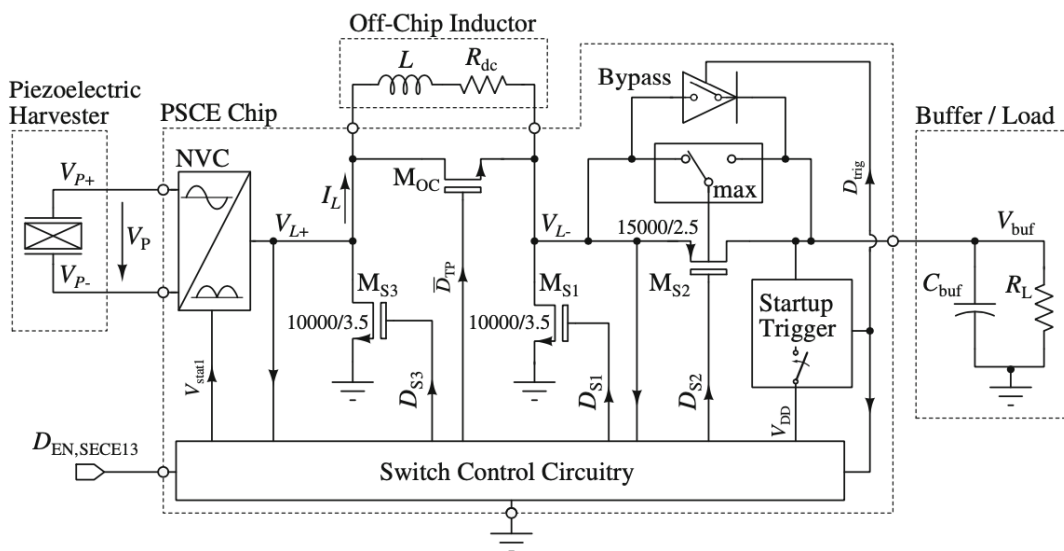 Off-Chip Inductor
L
R_dc
Piezoelectric
Harvester
PSCE Chip
Bypass
Buffer / Load
NVC
V_P+
V_P
V_P-
I_L
M_OC
max
D_trig
V_L+
V_L-
15000/2.5
V_buf
M_S3
D̅_TP
M_S1
M_S2
10000/3.5
10000/3.5
Startup
Trigger
C_buf
R_L
V_stat1
D_S3
D_S1
D_S2
V_DD
D_EN,SECE13
Switch Control Circuitry